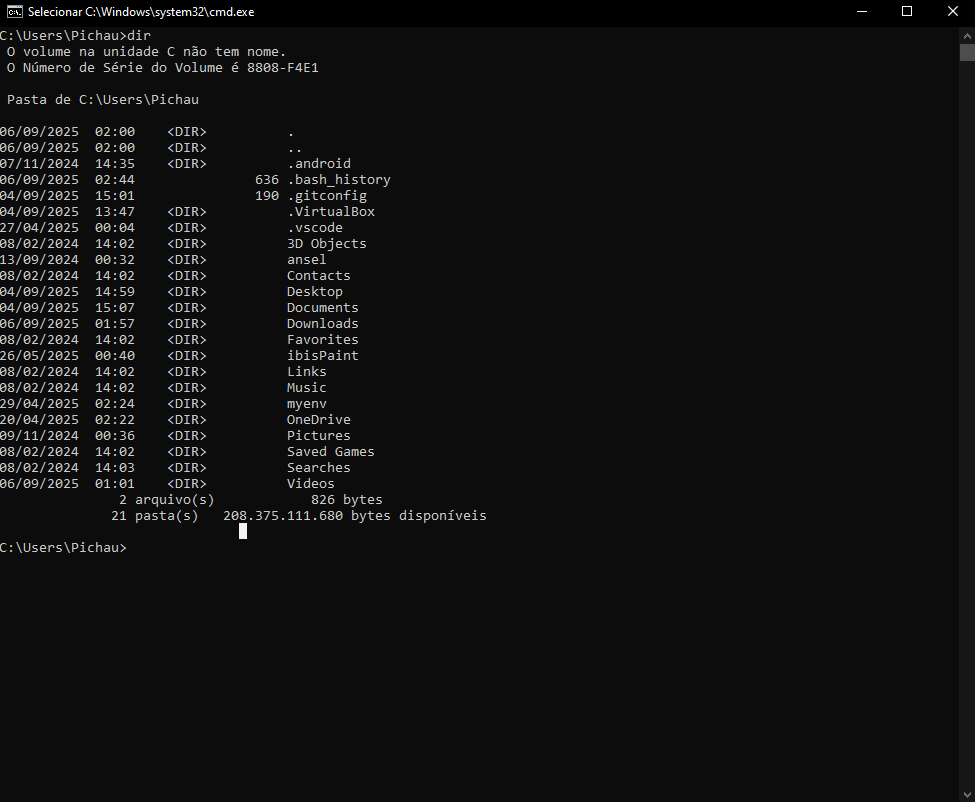 Selecionar C:\Windows\system32\cmd.exe
C:\Users\Pichau>dir
 O volume na unidade C não tem nome.
 O Número de Série do Volume é 8808-F4E1

 Pasta de C:\Users\Pichau

06/09/2025  02:00    <DIR>          .
06/09/2025  02:00    <DIR>          ..
07/11/2024  14:35    <DIR>          .android
06/09/2025  02:44               636 .bash_history
04/09/2025  15:01               190 .gitconfig
04/09/2025  13:47    <DIR>          .VirtualBox
27/04/2025  00:04    <DIR>          .vscode
08/02/2024  14:02    <DIR>          3D Objects
13/09/2024  00:32    <DIR>          ansel
08/02/2024  14:02    <DIR>          Contacts
04/09/2025  14:59    <DIR>          Desktop
04/09/2025  15:07    <DIR>          Documents
06/09/2025  01:57    <DIR>          Downloads
08/02/2024  14:02    <DIR>          Favorites
26/05/2025  00:40    <DIR>          ibisPaint
08/02/2024  14:02    <DIR>          Links
08/02/2024  14:02    <DIR>          Music
29/04/2025  02:24    <DIR>          myenv
20/04/2025  02:22    <DIR>          OneDrive
09/11/2024  00:36    <DIR>          Pictures
08/02/2024  14:02    <DIR>          Saved Games
08/02/2024  14:03    <DIR>          Searches
06/09/2025  01:01    <DIR>          Videos
               2 arquivo(s)            826 bytes
              21 pasta(s)   208.375.111.680 bytes disponíveis

C:\Users\Pichau>